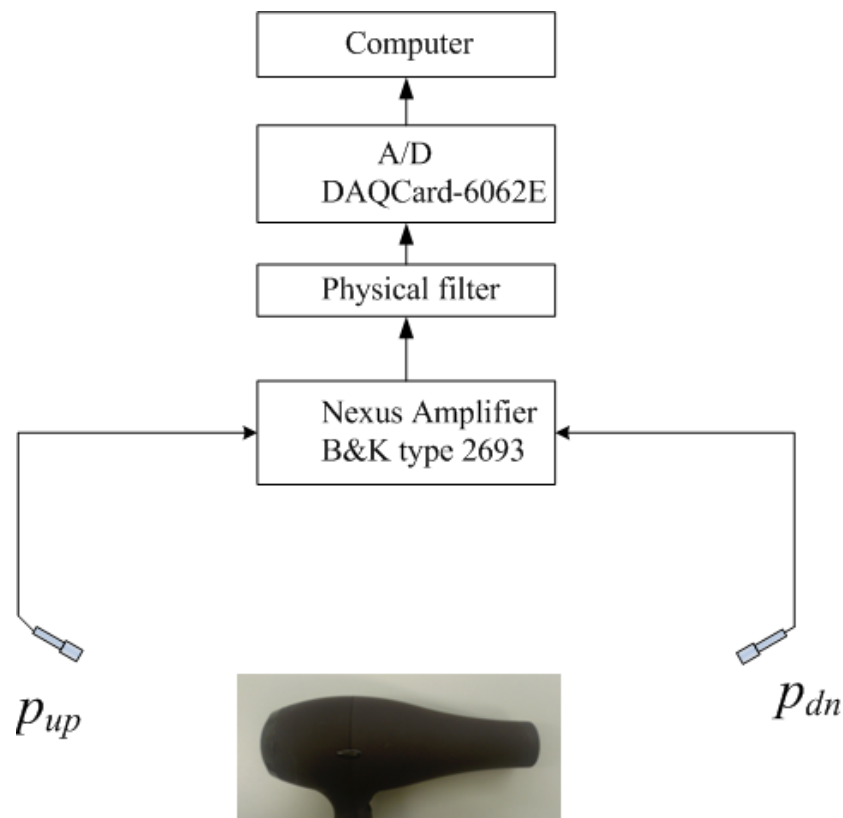 Computer
A/D
DAQCard-6062E
Physical filter
Nexus Amplifier
B&K type 2693
p_up
p_dn